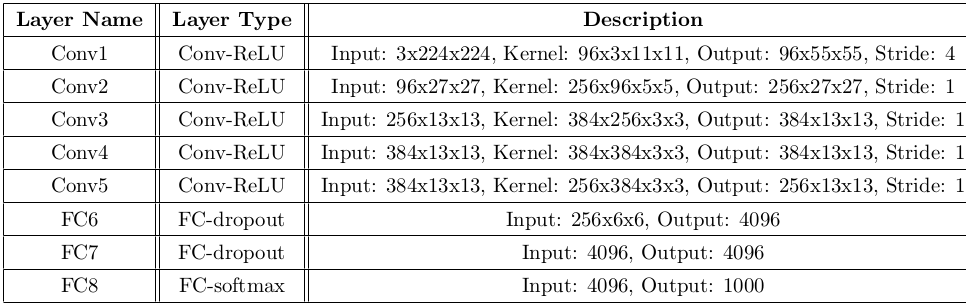 Layer Name Layer Type Description
Conv1 Conv-ReLU Input: 3x224x224, Kernel: 96x3x11x11, Output: 96x55x55, Stride: 4
Conv2 Conv-ReLU Input: 96x27x27, Kernel: 256x96x5x5, Output: 256x27x27, Stride: 1
Conv3 Conv-ReLU Input: 256x13x13, Kernel: 384x256x3x3, Output: 384x13x13, Stride: 1
Conv4 Conv-ReLU Input: 384x13x13, Kernel: 384x384x3x3, Output: 384x13x13, Stride: 1
Conv5 Conv-ReLU Input: 384x13x13, Kernel: 256x384x3x3, Output: 256x13x13, Stride: 1
FC6 FC-dropout Input: 256x6x6, Output: 4096
FC7 FC-dropout Input: 4096, Output: 4096
FC8 FC-softmax Input: 4096, Output: 1000